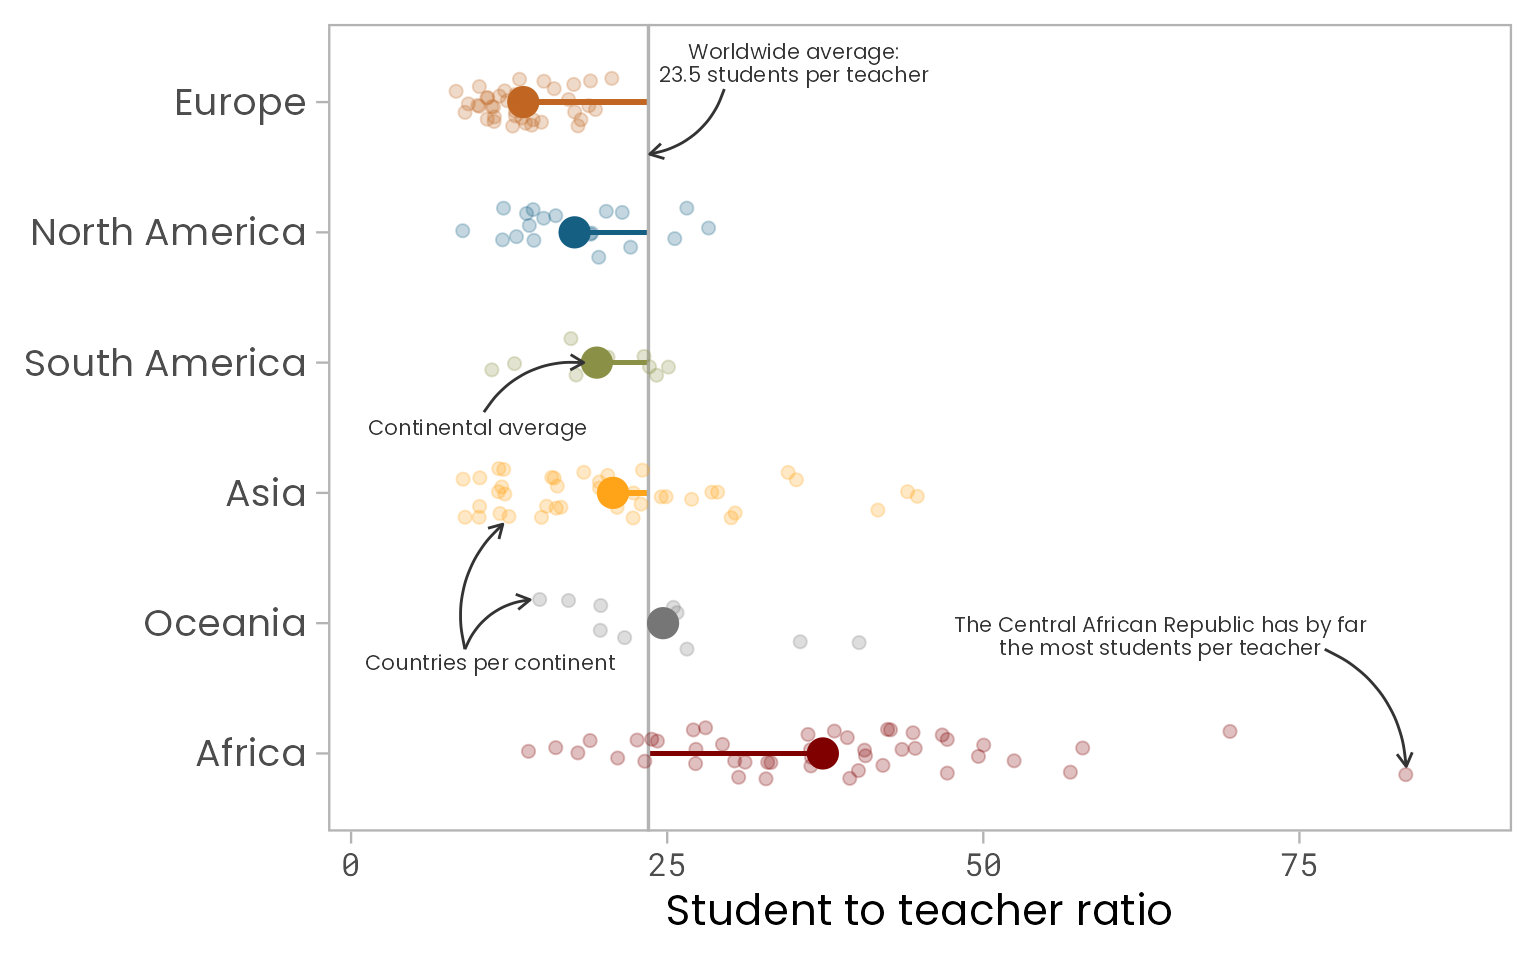 Worldwide average:
23.5 students per teacher
Europe
North America
South America
Continental average
Asia
Oceania
Countries per continent
The Central African Republic has by far
the most students per teacher
Africa
0 25 50 75
Student to teacher ratio